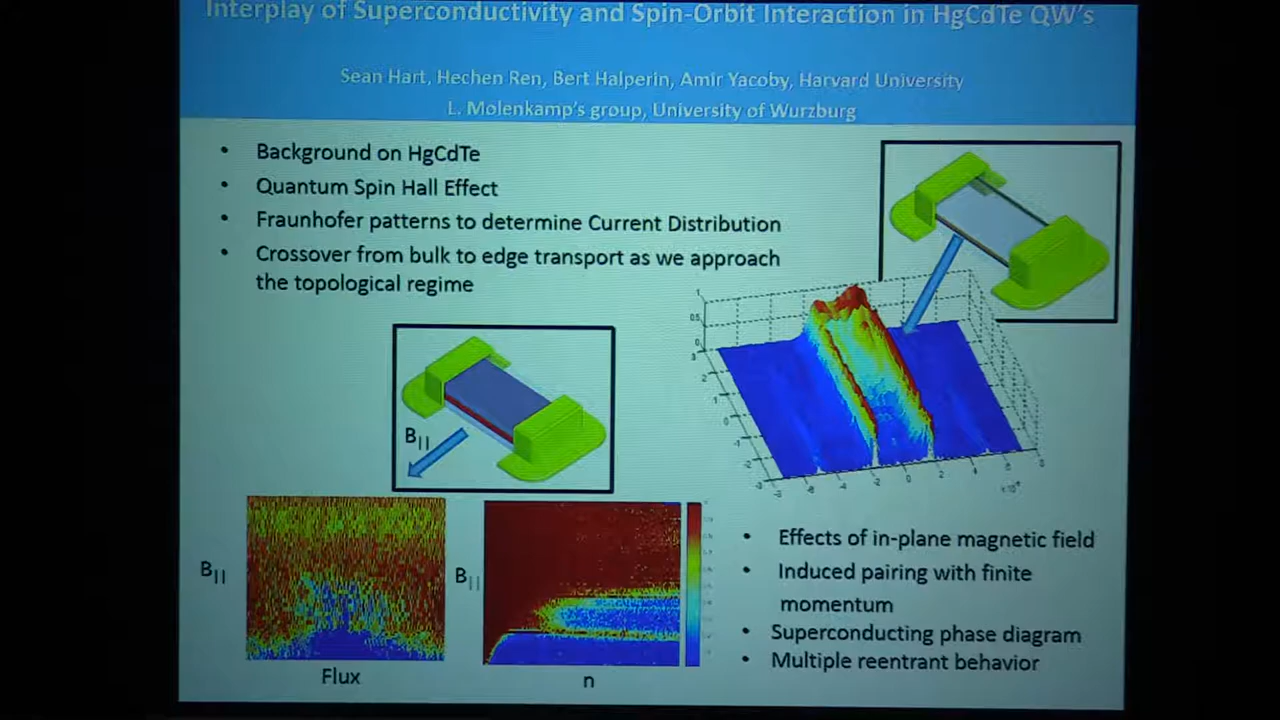 Interplay of Superconductivity and Spin-Orbit Interaction in HgCdTe QW's
Sean Hart, Hechen Ren, Bert Halperin, Amir Yacoby, Harvard University
L. Molenkamp's group, University of Wurzburg
• Background on HgCdTe
• Quantum Spin Hall Effect
• Fraunhofer patterns to determine Current Distribution
• Crossover from bulk to edge transport as we approach
the topological regime
B||
B||
Flux
B||
n
• Effects of in-plane magnetic field
• Induced pairing with finite
momentum
• Superconducting phase diagram
• Multiple reentrant behavior